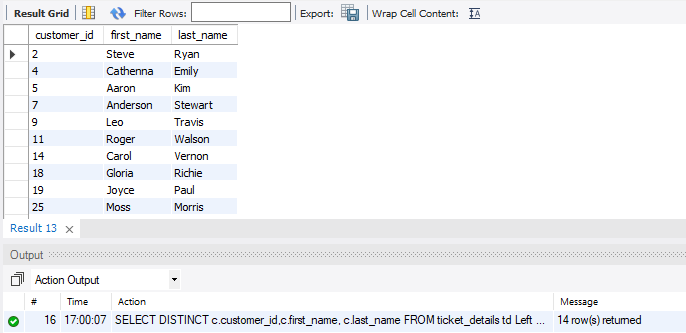 Result Grid Filter Rows: Export: Wrap Cell Content:
customer_id first_name last_name
2 Steve Ryan
4 Cathenna Emily
5 Aaron Kim
7 Anderson Stewart
9 Leo Travis
11 Roger Walson
14 Carol Vernon
18 Gloria Richie
19 Joyce Paul
25 Moss Morris
Result 13
Output
Action Output
# Time Action Message
16 17:00:07 SELECT DISTINCT c.customer_id,c.first_name, c.last_name FROM ticket_details td Left ... 14 row(s) returned